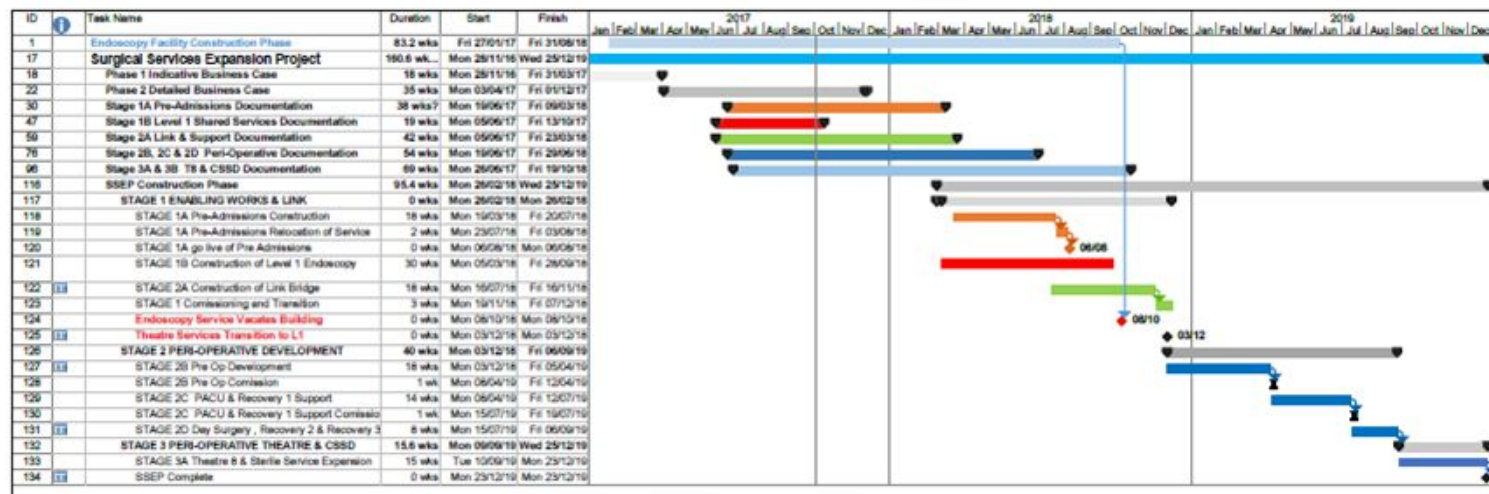 ID Task Name Duration Start Finish 2017 2018 2019
Jan Feb Mar Apr May Jun Jul Aug Sep Oct Nov Dec Jan Feb Mar Apr May Jun Jul Aug Sep Oct Nov Dec Jan Feb Mar Apr May Jun Jul Aug Sep Oct Nov Dec
1 Endoscopy Facility Construction Phase 83.2 wks Fri 27/01/17 Fri 31/08/18
17 Surgical Services Expansion Project 160.6 wk... Mon 28/11/16 Wed 25/12/19
18 Phase 1 Indicative Business Case 18 wks Mon 28/11/16 Fri 31/03/17
22 Phase 2 Detailed Business Case 35 wks Mon 03/04/17 Fri 01/12/17
30 Stage 1A Pre-Admissions Documentation 38 wks? Mon 19/06/17 Fri 09/03/18
47 Stage 1B Level 1 Shared Services Documentation 19 wks Mon 05/06/17 Fri 13/10/17
59 Stage 2A Link & Support Documentation 42 wks Mon 05/06/17 Fri 23/03/18
76 Stage 2B, 2C & 2D Peri-Operative Documentation 54 wks Mon 19/06/17 Fri 29/06/18
96 Stage 3A & 3B T8 & CSSD Documentation 69 wks Mon 26/06/17 Fri 19/10/18
116 SSEP Construction Phase 95.4 wks Mon 26/02/18 Wed 25/12/19
117 STAGE 1 ENABLING WORKS & LINK 0 wks Mon 26/02/18 Mon 26/02/18
118 STAGE 1A Pre-Admissions Construction 18 wks Mon 19/03/18 Fri 20/07/18
119 STAGE 1A Pre-Admissions Relocation of Service 2 wks Mon 23/07/18 Fri 03/08/18
120 STAGE 1A go live of Pre Admissions 0 wks Mon 06/08/18 Mon 06/08/18 06/08
121 STAGE 1B Construction of Level 1 Endoscopy 30 wks Mon 05/03/18 Fri 28/09/18
122 STAGE 2A Construction of Link Bridge 18 wks Mon 16/07/18 Fri 16/11/18
123 STAGE 1 Comissioning and Transition 3 wks Mon 19/11/18 Fri 07/12/18
124 Endoscopy Service Vacates Building 0 wks Mon 08/10/18 Mon 08/10/18 08/10
125 Theatre Services Transition to L1 0 wks Mon 03/12/18 Mon 03/12/18 03/12
126 STAGE 2 PERI-OPERATIVE DEVELOPMENT 40 wks Mon 03/12/18 Fri 06/09/19
127 STAGE 2B Pre Op Development 18 wks Mon 03/12/18 Fri 05/04/19
128 STAGE 2B Pre Op Comission 1 wk Mon 08/04/19 Fri 12/04/19
129 STAGE 2C PACU & Recovery 1 Support 14 wks Mon 08/04/19 Fri 12/07/19
130 STAGE 2C PACU & Recovery 1 Support Comissio 1 wk Mon 15/07/19 Fri 19/07/19
131 STAGE 2D Day Surgery , Recovery 2 & Recovery 3 8 wks Mon 15/07/19 Fri 06/09/19
132 STAGE 3 PERI-OPERATIVE THEATRE & CSSD 15.6 wks Mon 09/09/19 Wed 25/12/19
133 STAGE 3A Theatre 8 & Sterile Service Expension 15 wks Tue 10/09/19 Mon 23/12/19
134 SSEP Complete 0 wks Mon 23/12/19 Mon 23/12/19